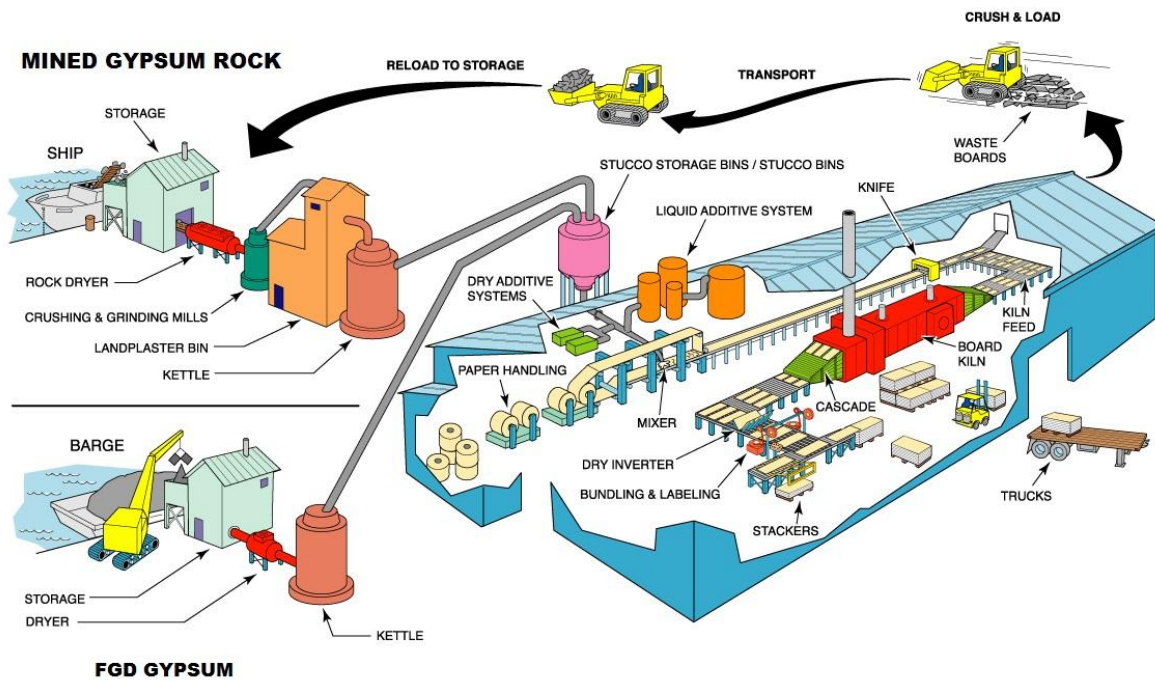 CRUSH & LOAD
MINED GYPSUM ROCK
RELOAD TO STORAGE
TRANSPORT
STORAGE
SHIP
WASTE
BOARDS
STUCCO STORAGE BINS / STUCCO BINS
KNIFE
LIQUID ADDITIVE SYSTEM
DRY ADDITIVE
SYSTEMS
ROCK DRYER
CRUSHING & GRINDING MILLS
LANDPLASTER BIN
KETTLE
KILN
FEED
BOARD
KILN
PAPER HANDLING
MIXER
CASCADE
BARGE
DRY INVERTER
BUNDLING & LABELING
STACKERS
TRUCKS
STORAGE
DRYER
KETTLE
FGD GYPSUM